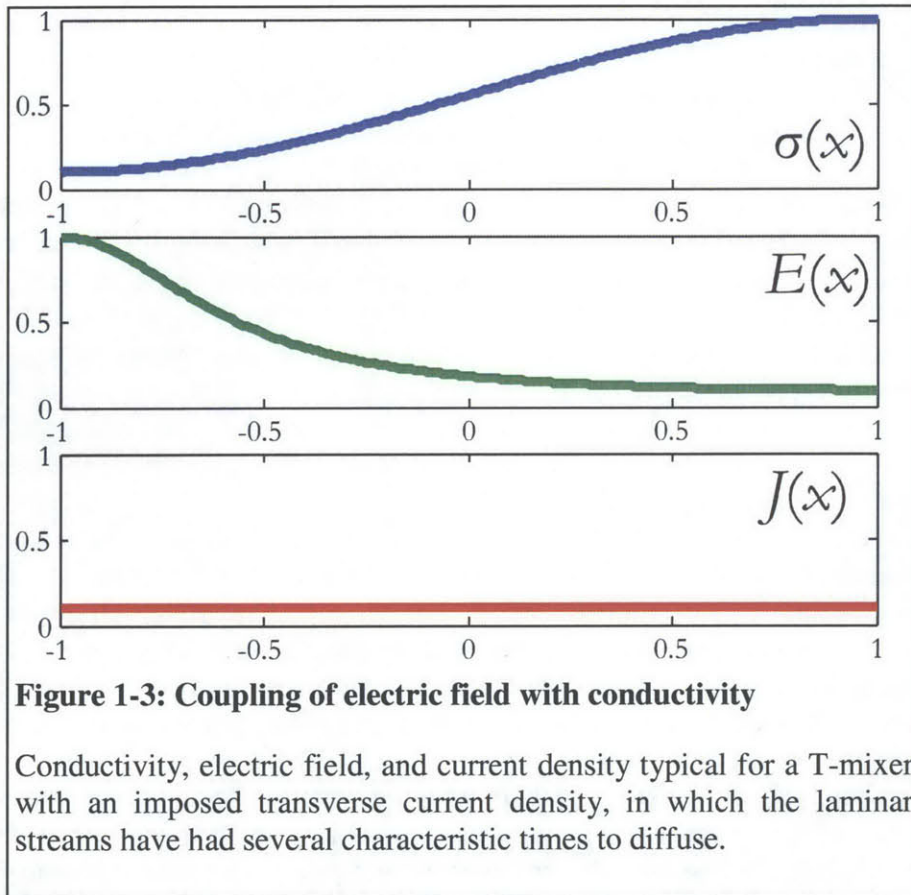 1
0.5
0
-1 -0.5 0 0.5 1
σ(x)
1
0.5
0
-1 -0.5 0 0.5 1
E(x)
1
0.5
0
-1 -0.5 0 0.5 1
J(x)
Figure 1-3: Coupling of electric field with conductivity
Conductivity, electric field, and current density typical for a T-mixer
with an imposed transverse current density, in which the laminar
streams have had several characteristic times to diffuse.